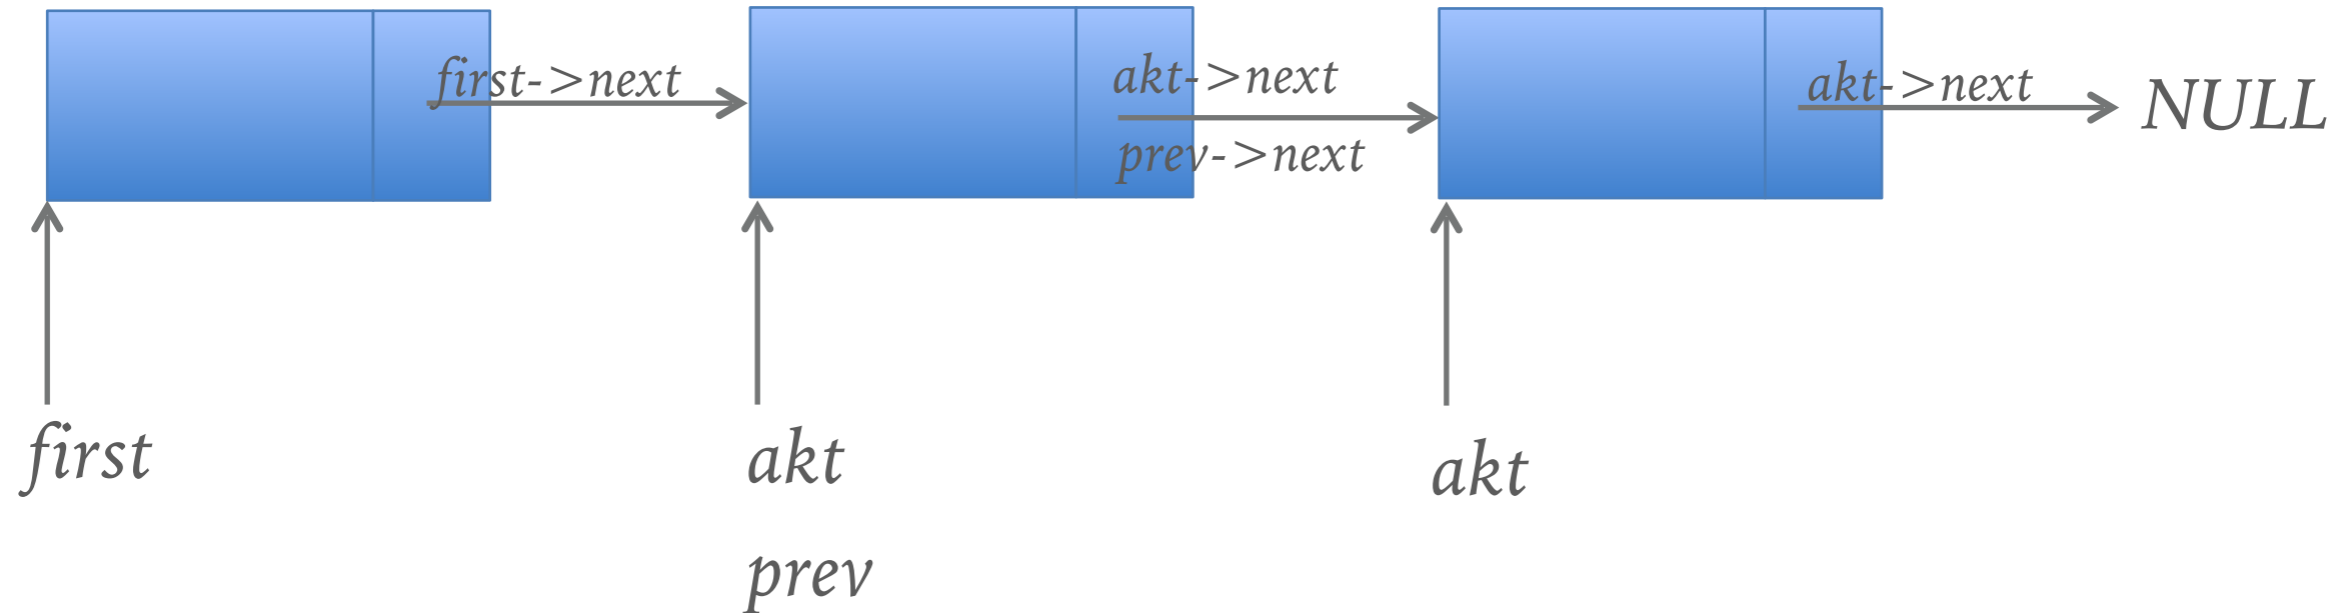 first->next
akt->next
prev->next
akt->next
NULL
first
akt
prev
akt